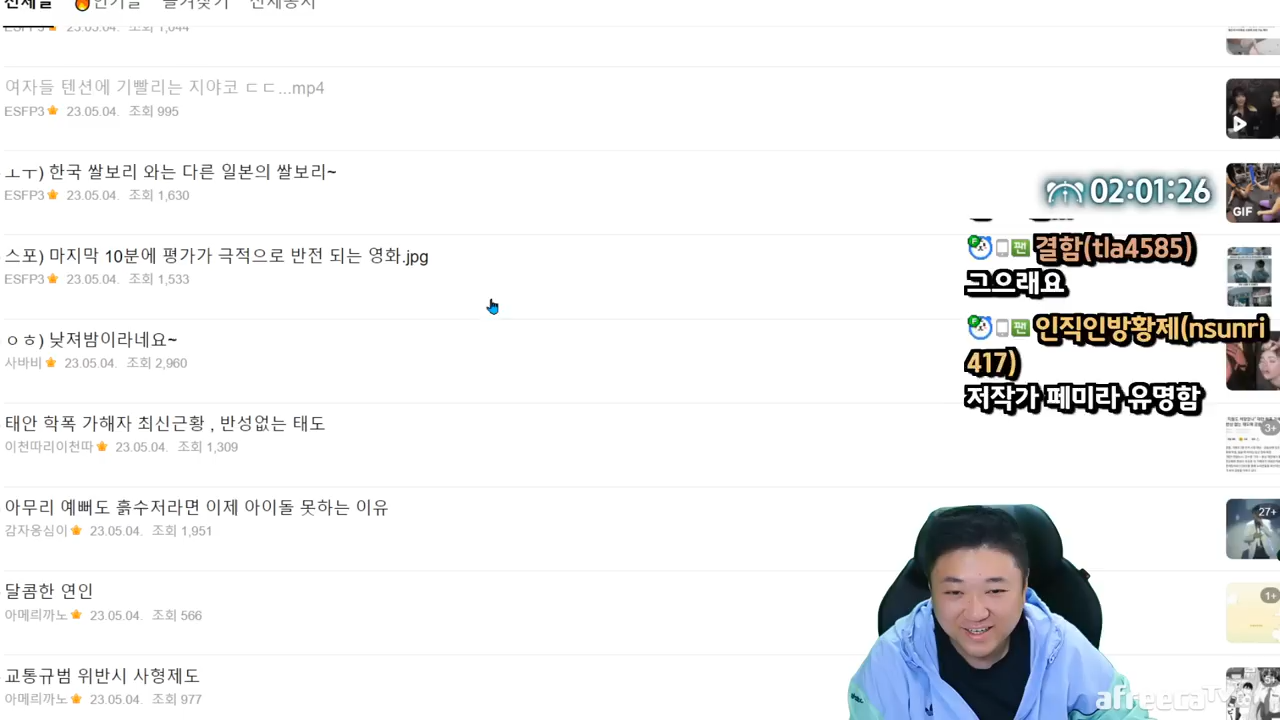 전체글 🔥인기글 즐겨찾기 전체공지
ESFP3 23.05.04. 조회 1,044
여자들 텐션에 기빨리는 지야코 ㄷㄷ...mp4
ESFP3 23.05.04. 조회 995
ㅗㅜ) 한국 쌀보리 와는 다른 일본의 쌀보리~
ESFP3 23.05.04. 조회 1,630
GIF
02:01:26
스포) 마지막 10분에 평가가 극적으로 반전 되는 영화.jpg
ESFP3 23.05.04. 조회 1,533
팬 결함(tla4585)
그으래요
팬 인직인방황제(nsunri
417)
저작가 페미라 유명함
ㅇㅎ) 낮져밤이라네요~
사바비 23.05.04. 조회 2,960
태안 학폭 가해자 최신근황 , 반성없는 태도
이천따리이천따 23.05.04. 조회 1,309
3+
아무리 예뻐도 흙수저라면 이제 아이돌 못하는 이유
감자옹심이 23.05.04. 조회 1,951
27+
달콤한 연인
아메리까노 23.05.04. 조회 566
1+
교통규범 위반시 사형제도
아메리까노 23.05.04. 조회 977
5+
afreecaTV